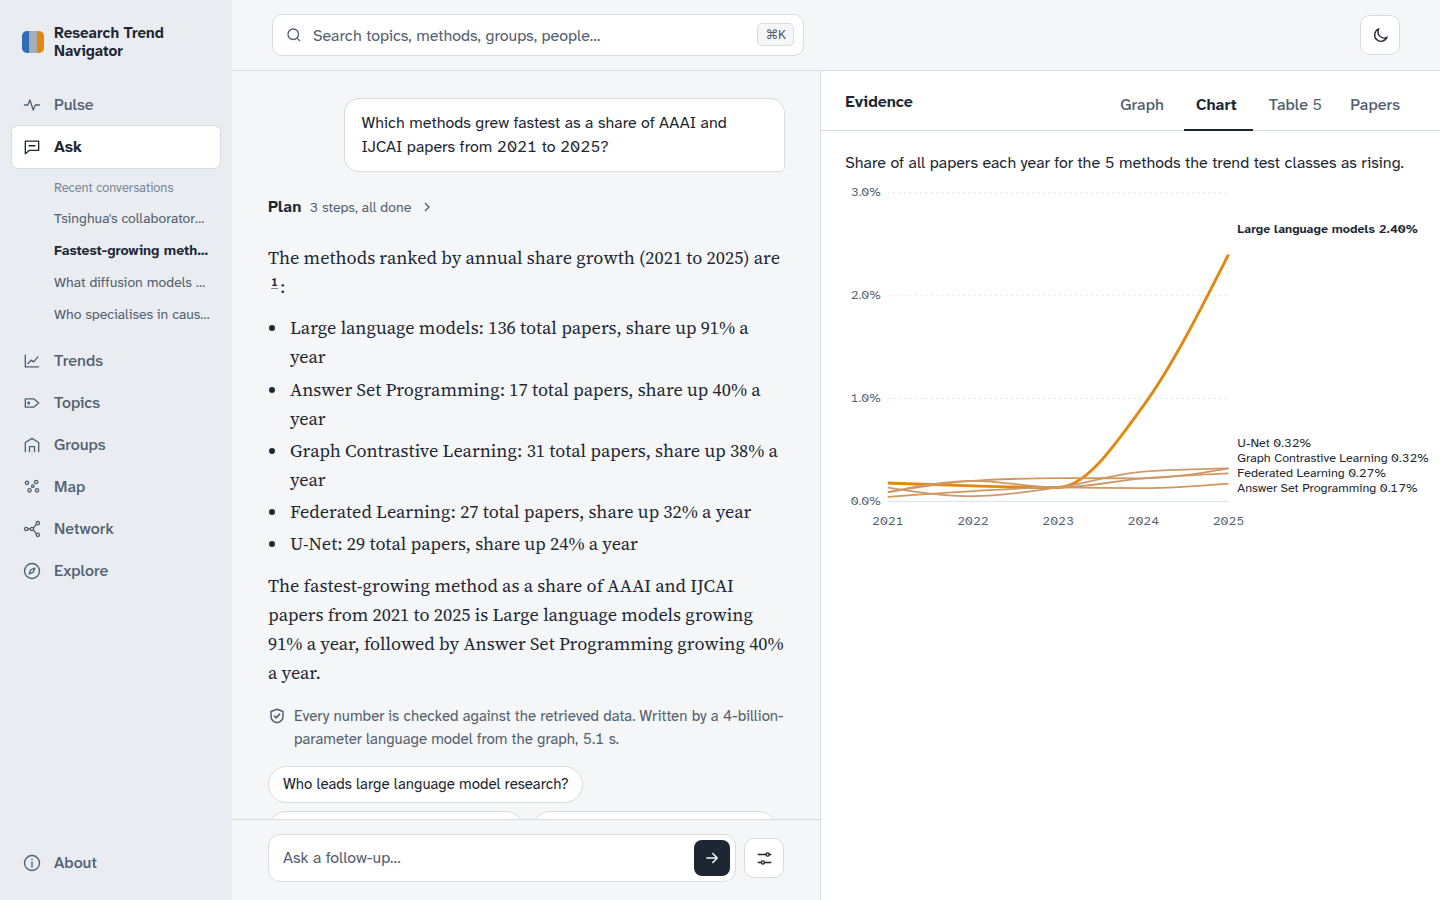 Research Trend
Navigator
Pulse
Ask
Recent conversations
Tsinghua's collaborator...
Fastest-growing meth...
What diffusion models ...
Who specialises in caus...
Trends
Topics
Groups
Map
Network
Explore
About
Search topics, methods, groups, people...
⌘K
Which methods grew fastest as a share of AAAI and
IJCAI papers from 2021 to 2025?
Plan 3 steps, all done
The methods ranked by annual share growth (2021 to 2025) are
1:
• Large language models: 136 total papers, share up 91% a
year
• Answer Set Programming: 17 total papers, share up 40% a
year
• Graph Contrastive Learning: 31 total papers, share up 38% a
year
• Federated Learning: 27 total papers, share up 32% a year
• U-Net: 29 total papers, share up 24% a year
The fastest-growing method as a share of AAAI and IJCAI
papers from 2021 to 2025 is Large language models growing
91% a year, followed by Answer Set Programming growing 40%
a year.
Every number is checked against the retrieved data. Written by a 4-billion-
parameter language model from the graph, 5.1 s.
Who leads large language model research?
Ask a follow-up...
Evidence
Graph Chart Table 5 Papers
Share of all papers each year for the 5 methods the trend test classes as rising.
3.0%
Large language models 2.40%
2.0%
1.0%
U-Net 0.32%
Graph Contrastive Learning 0.32%
Federated Learning 0.27%
Answer Set Programming 0.17%
0.0%
2021 2022 2023 2024 2025